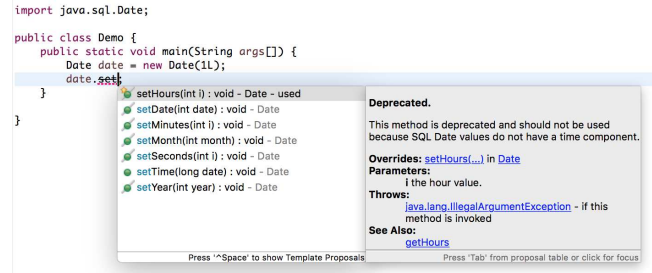 import java.sql.Date;
public class Demo {
public static void main(String args[]) {
Date date = new Date(1L);
date.set;
}
}
setHours(int i) : void - Date - used
setDate(int date) : void - Date
setMinutes(int i) : void - Date
setMonth(int month) : void - Date
setSeconds(int i) : void - Date
setTime(long date) : void - Date
setYear(int year) : void - Date
Press '^Space' to show Template Proposals
Deprecated.
This method is deprecated and should not be used
because SQL Date values do not have a time component.
Overrides: setHours(...) in Date
Parameters:
i the hour value.
Throws:
java.lang.IllegalArgumentException - if this
method is invoked
See Also:
getHours
Press 'Tab' from proposal table or click for focus